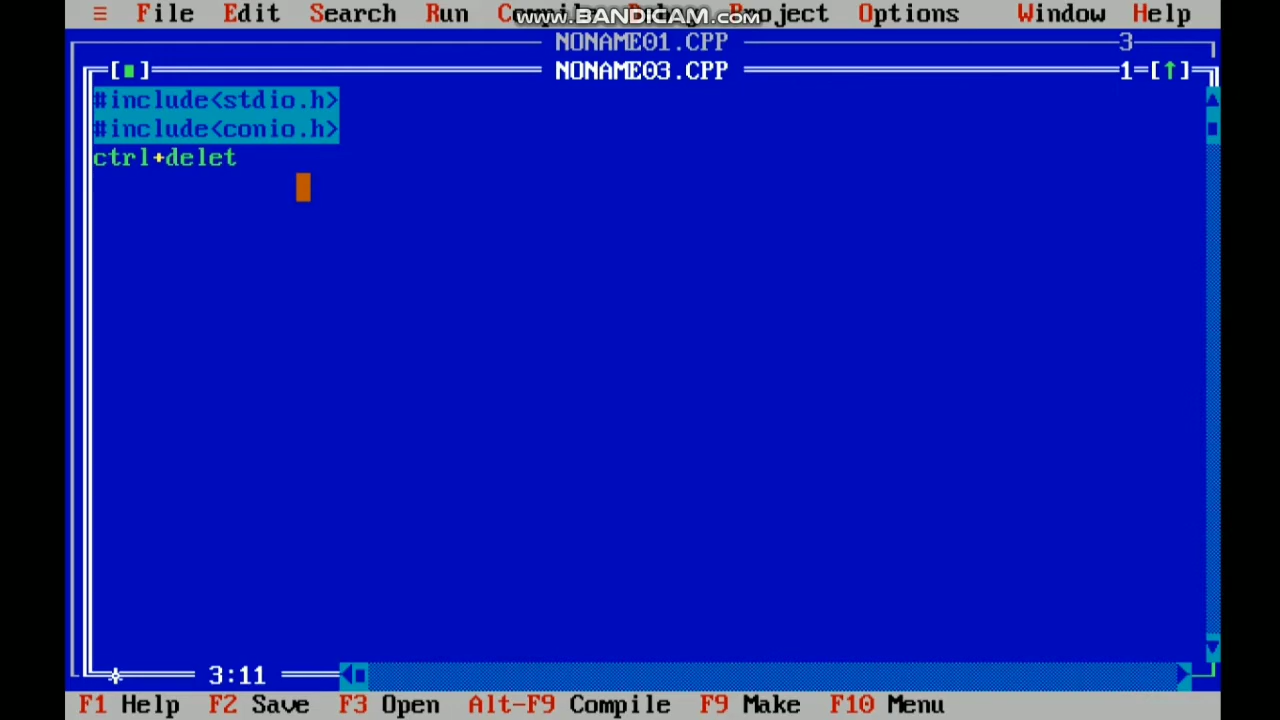 ≡ File Edit Search Run Compile Debug Project Options Window Help
www.BANDICAM.com
NONAME01.CPP 3
[■] NONAME03.CPP 1=[↑]
#include<stdio.h>
#include<conio.h>
ctrl+delet
3:11
F1 Help F2 Save F3 Open Alt-F9 Compile F9 Make F10 Menu